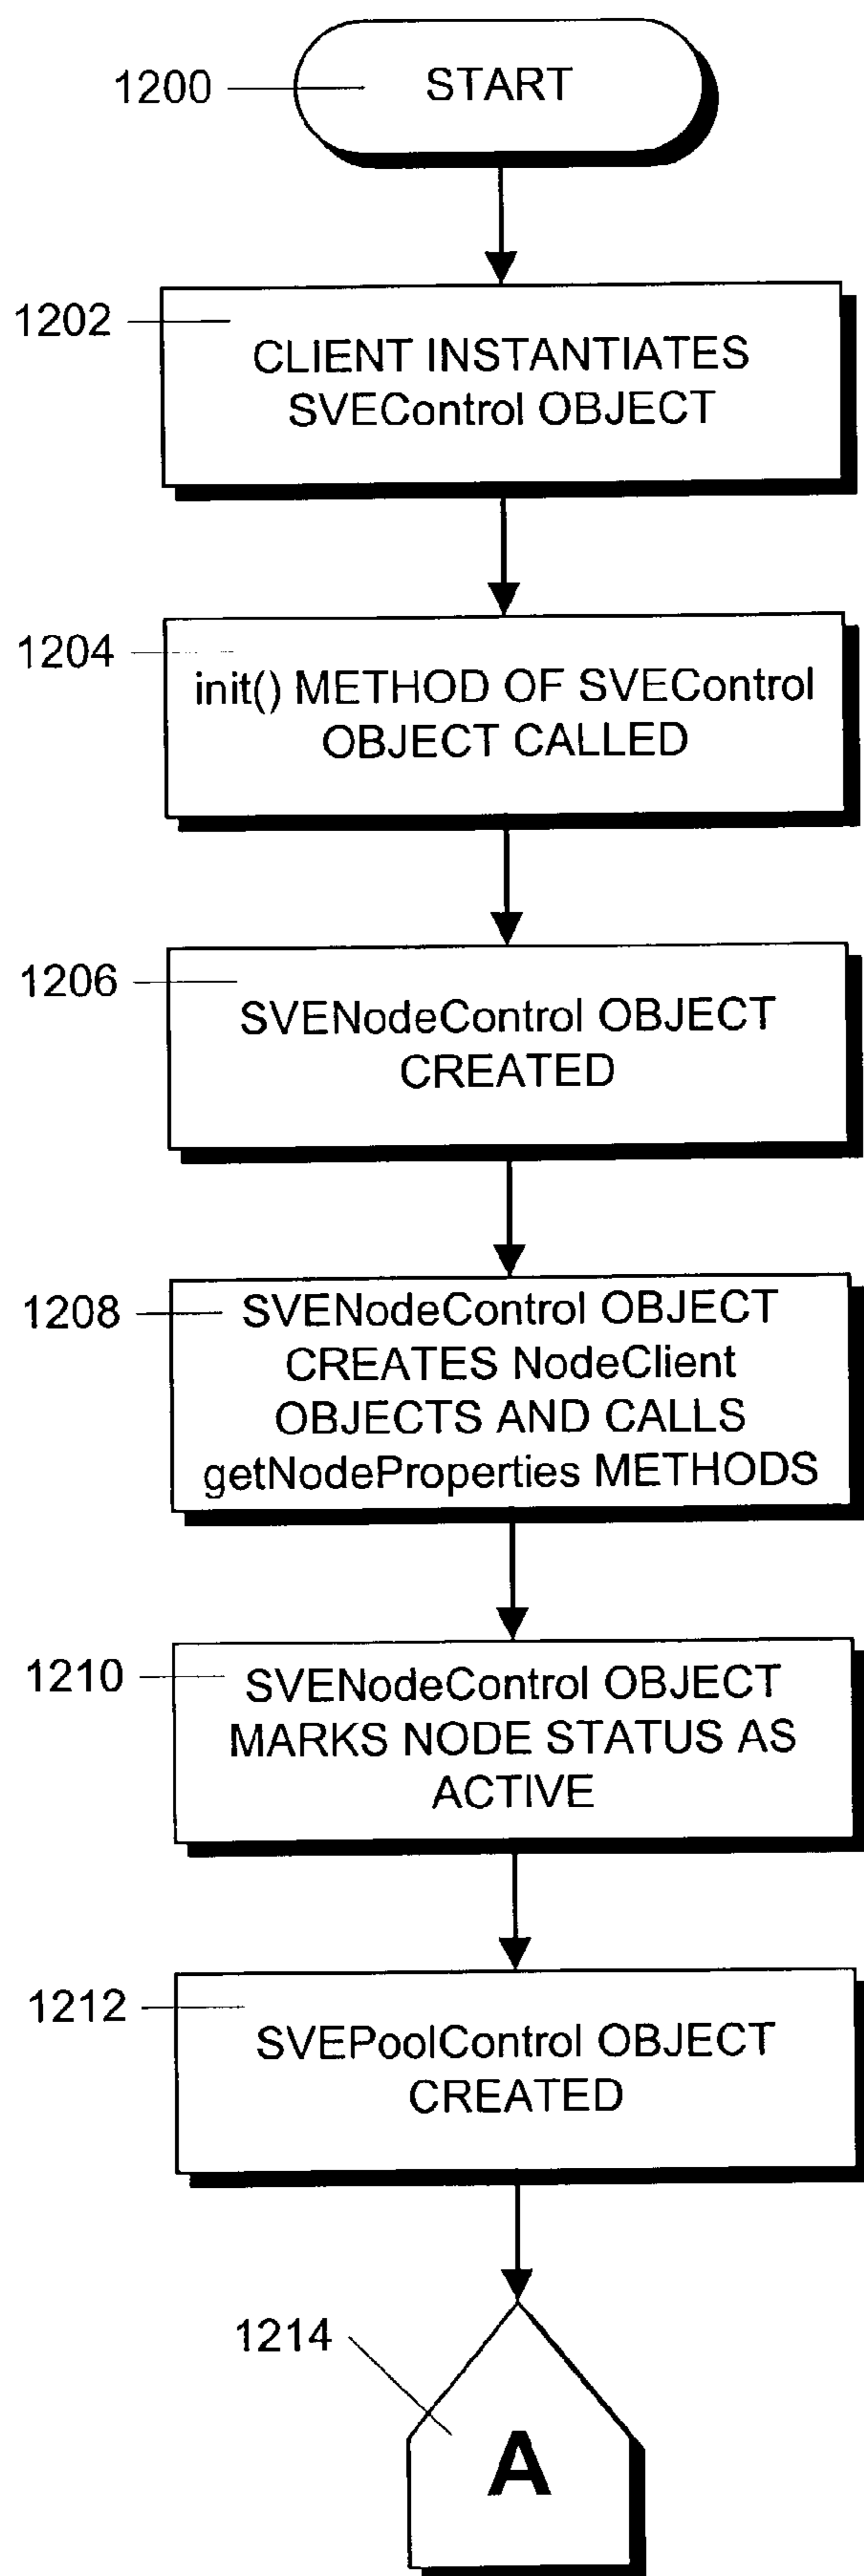 1200
START
1202
CLIENT INSTANTIATES
SVEControl OBJECT
1204
init() METHOD OF SVEControl
OBJECT CALLED
1206
SVENodeControl OBJECT
CREATED
1208
SVENodeControl OBJECT
CREATES NodeClient
OBJECTS AND CALLS
getNodeProperties METHODS
1210
SVENodeControl OBJECT
MARKS NODE STATUS AS
ACTIVE
1212
SVEPoolControl OBJECT
CREATED
1214
A